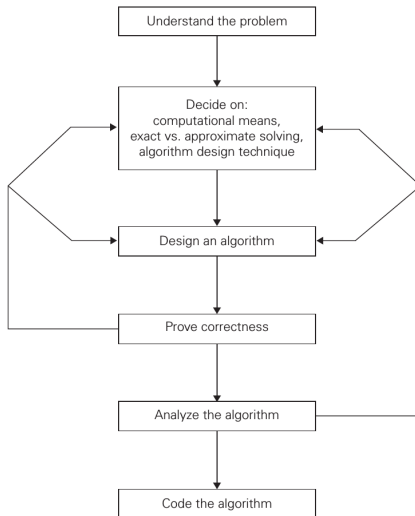 Understand the problem
Decide on:
computational means,
exact vs. approximate solving,
algorithm design technique
Design an algorithm
Prove correctness
Analyze the algorithm
Code the algorithm